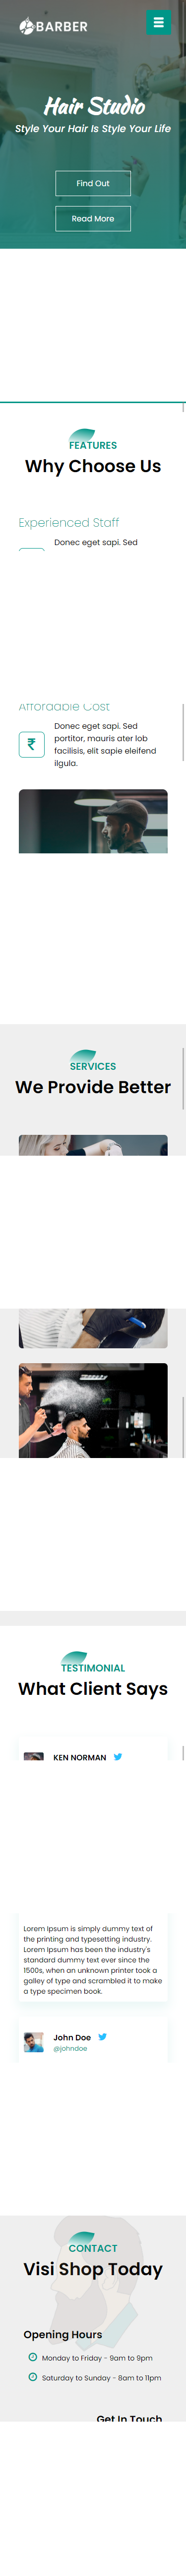 BARBER
Hair Studio
Style Your Hair Is Style Your Life
Find Out
Read More
FEATURES
Why Choose Us
Experienced Staff
Donec eget sapi. Sed
Affordable Cost
Donec eget sapi. Sed
portitor, mauris ater lob
facilisis, elit sapie eleifend
ilgula.
SERVICES
We Provide Better
TESTIMONIAL
What Client Says
KEN NORMAN
Lorem Ipsum is simply dummy text of
the printing and typesetting industry.
Lorem Ipsum has been the industry's
standard dummy text ever since the
1500s, when an unknown printer took a
galley of type and scrambled it to make
a type specimen book.
John Doe
@johndoe
CONTACT
Visi Shop Today
Opening Hours
Monday to Friday - 9am to 9pm
Saturday to Sunday - 8am to 11pm
Get In Touch